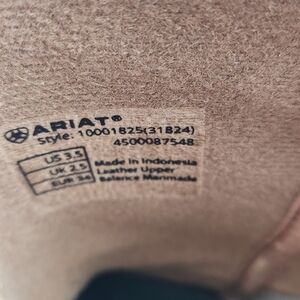 ARIAT®
Style: 10001825(31824)
4500087548
US 3.5
UK 2.5
EUR 36
Made in Indonesia
Leather Upper
Balance Manmade